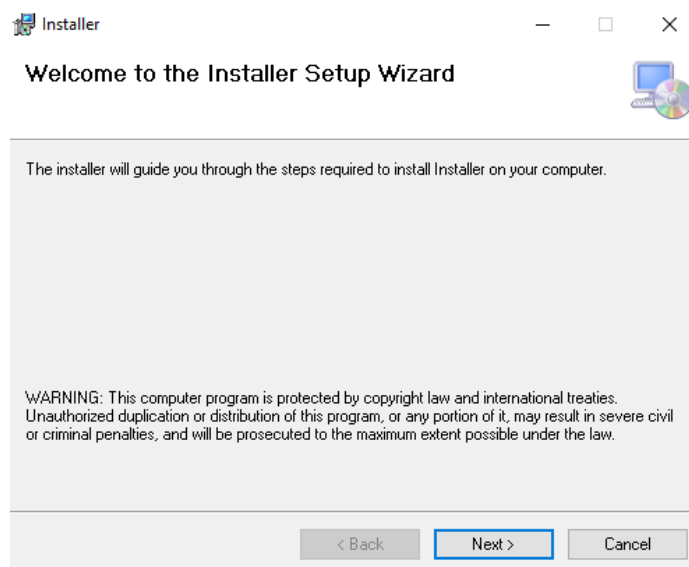 Installer
Welcome to the Installer Setup Wizard
The installer will guide you through the steps required to install Installer on your computer.
WARNING: This computer program is protected by copyright law and international treaties.
Unauthorized duplication or distribution of this program, or any portion of it, may result in severe civil
or criminal penalties, and will be prosecuted to the maximum extent possible under the law.
< Back
Next >
Cancel